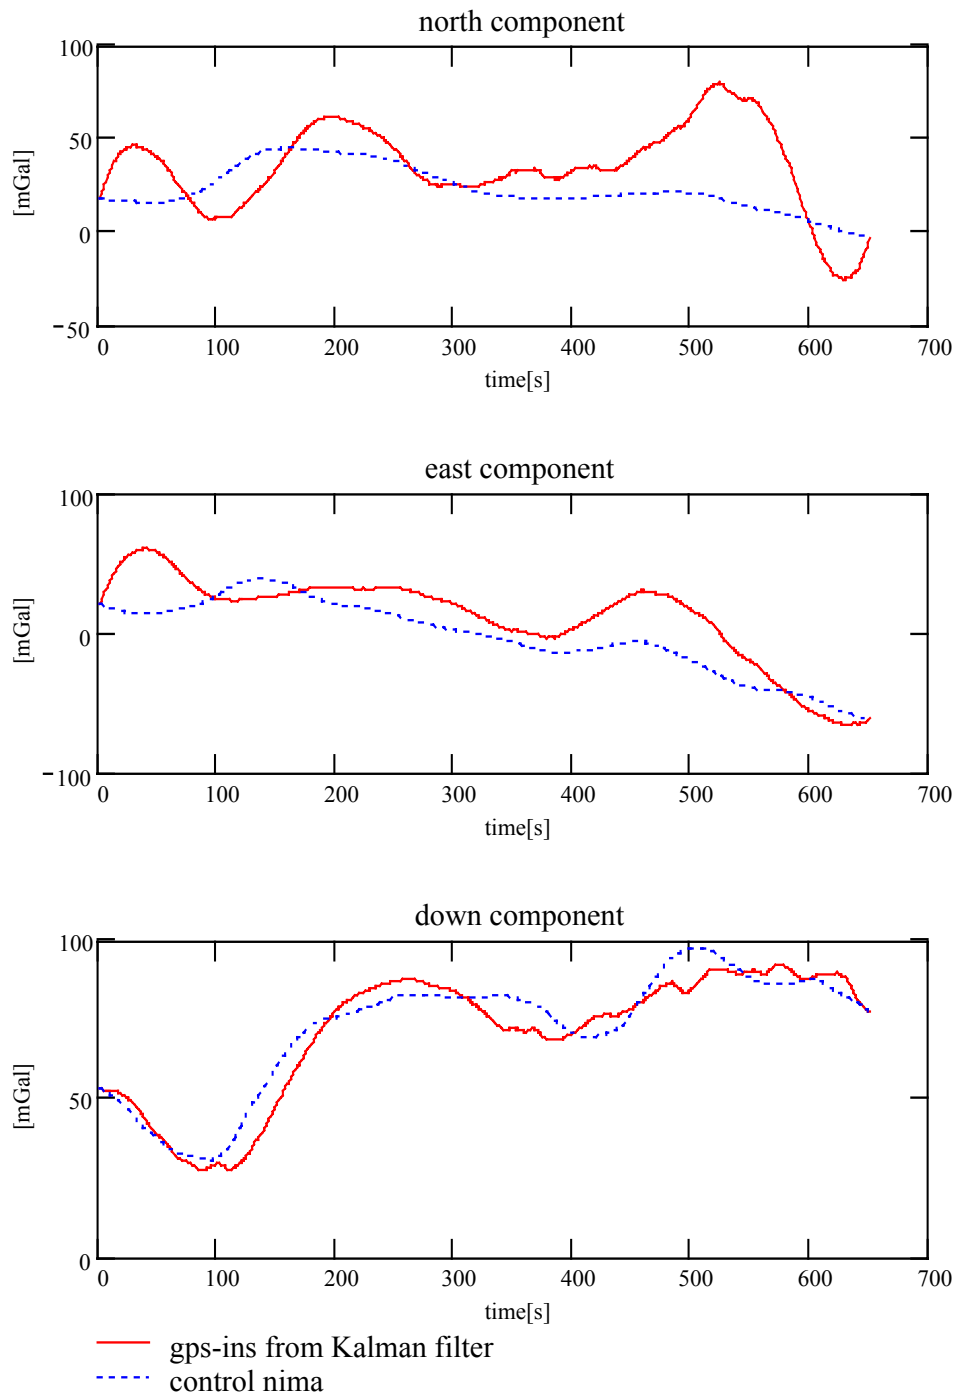 north component
100
50
0
−50
[mGal]
0 100 200 300 400 500 600 700
time[s]
east component
100
0
−100
[mGal]
0 100 200 300 400 500 600 700
time[s]
down component
100
50
0
[mGal]
0 100 200 300 400 500 600 700
time[s]
gps-ins from Kalman filter
control nima